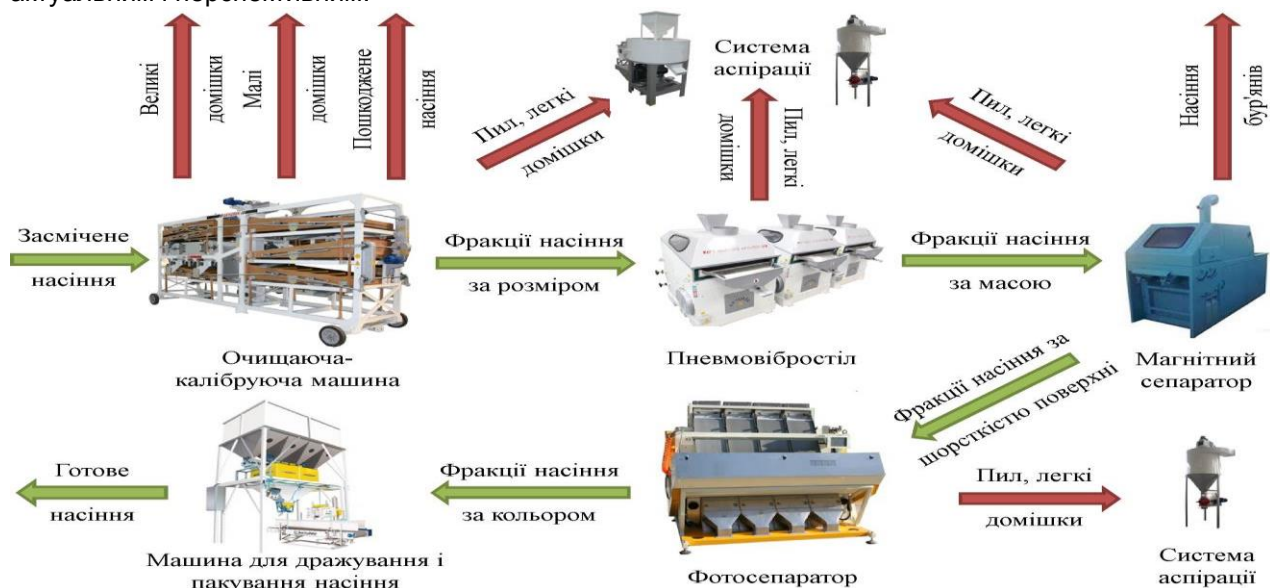 Великі
домішки
Малі
домішки
Пошкоджене
насіння
Пил, легкі
домішки
Система
аспірації
Пил, легкі
домішки
Пил, легкі
домішки
Насіння
бур'янів
Засмічене
насіння
Фракції насіння
за розміром
Фракції насіння
за масою
Очищаюча-
калібруюча машина
Пневмовібростіл
Магнітний
сепаратор
Фракції насіння за
шорсткістю поверхні
Готове
насіння
Фракції насіння
за кольором
Пил, легкі
домішки
Машина для дражування і
пакування насіння
Фотосепаратор
Система
аспірації